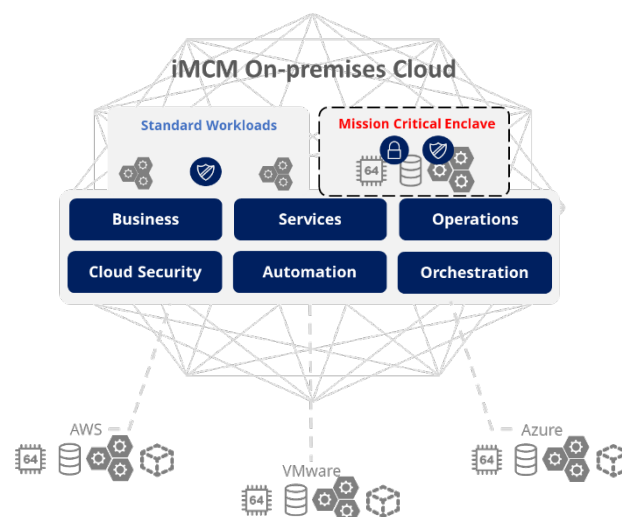 iMCM On-premises Cloud
Standard Workloads
Mission Critical Enclave
64
Business
Services
Operations
Cloud Security
Automation
Orchestration
AWS
64
VMware
64
Azure
64